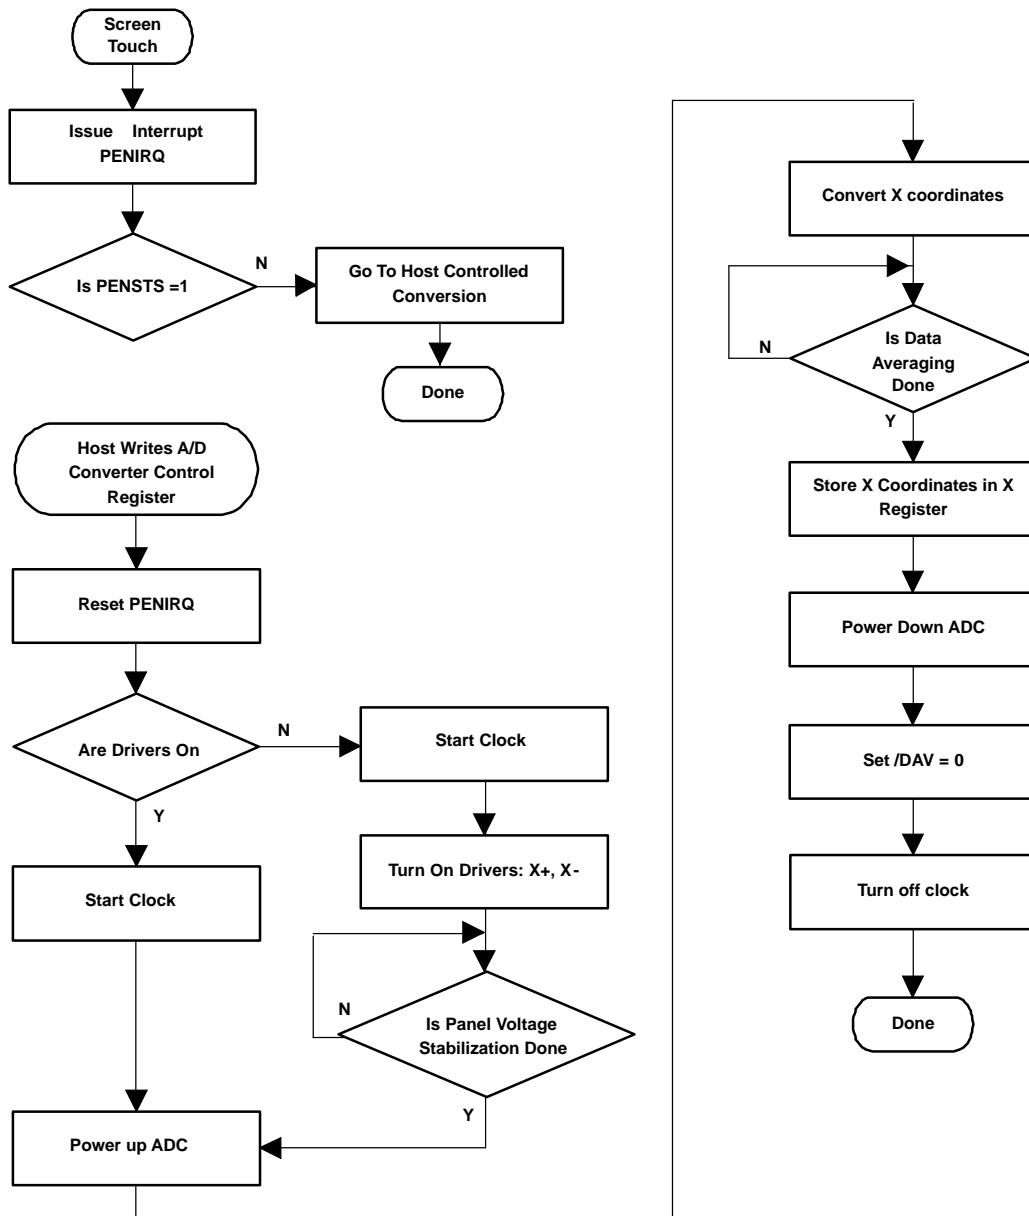 Screen
Touch
Issue Interrupt
PENIRQ
Is PENSTS =1
N
Go To Host Controlled
Conversion
Done
Host Writes A/D
Converter Control
Register
Reset PENIRQ
Are Drivers On
N
Start Clock
Y
Start Clock
Turn On Drivers: X+, X-
N
Is Panel Voltage
Stabilization Done
Y
Power up ADC
Convert X coordinates
Is Data
Averaging
Done
N
Y
Store X Coordinates in X
Register
Power Down ADC
Set /DAV = 0
Turn off clock
Done